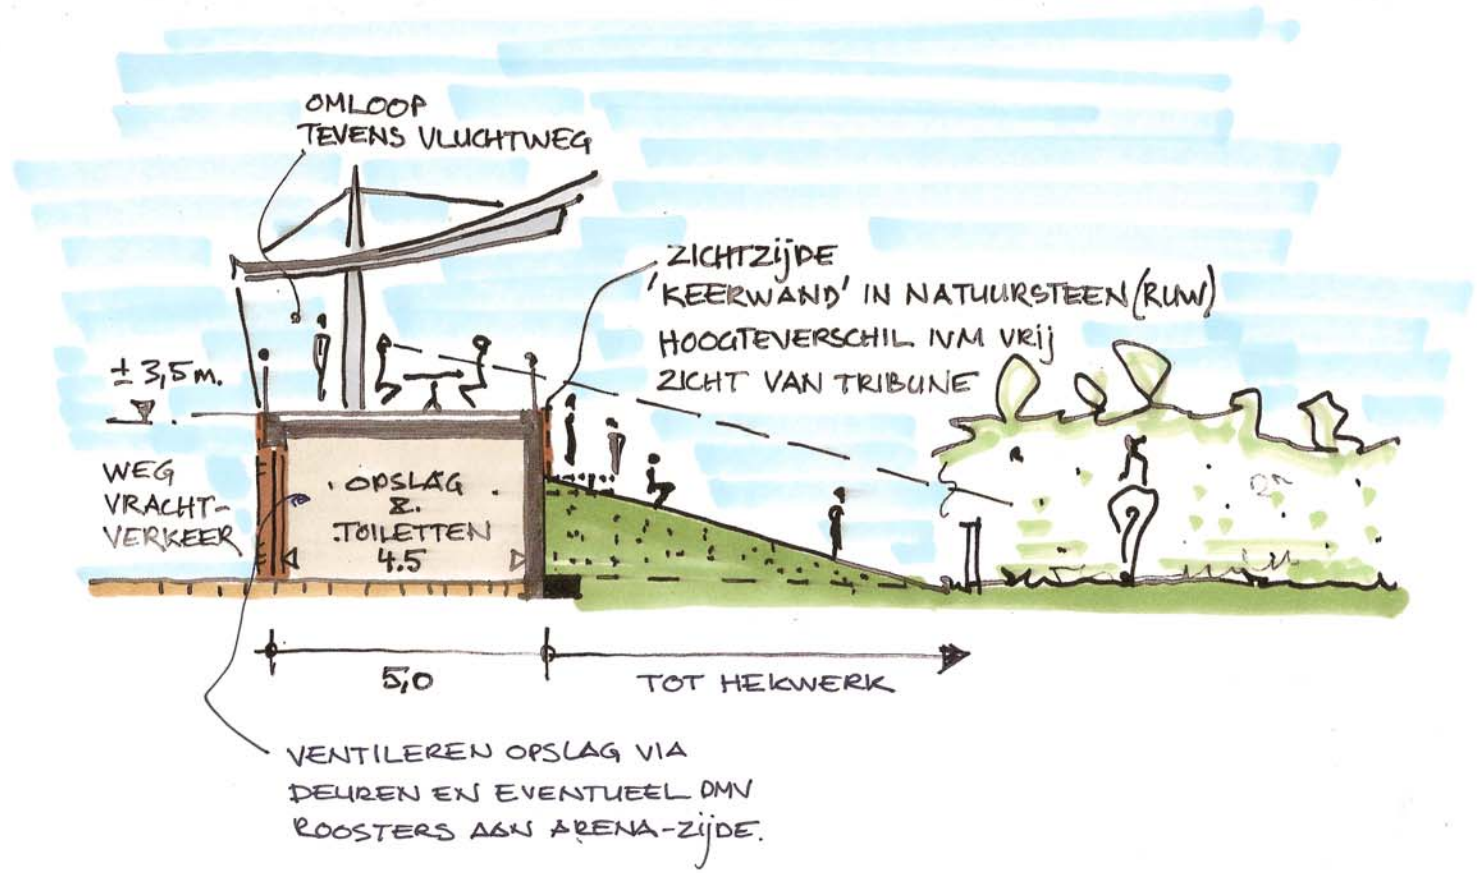 OMLOOP
TEVENS VLUCHTWEG
ZICHTZIJDE
'KEERWAND' IN NATUURSTEEN (RUW)
HOOGTEVERSCHIL IVM VRIJ
ZICHT VAN TRIBUNE
± 3,5 m.
WEG
VRACHT-
VERKEER
OPSLAG
&
TOILETTEN
4.5
5,0
TOT HEKWERK
VENTILEREN OPSLAG VIA
DEUREN EN EVENTUEEL DMV
ROOSTERS AAN ARENA-ZIJDE.